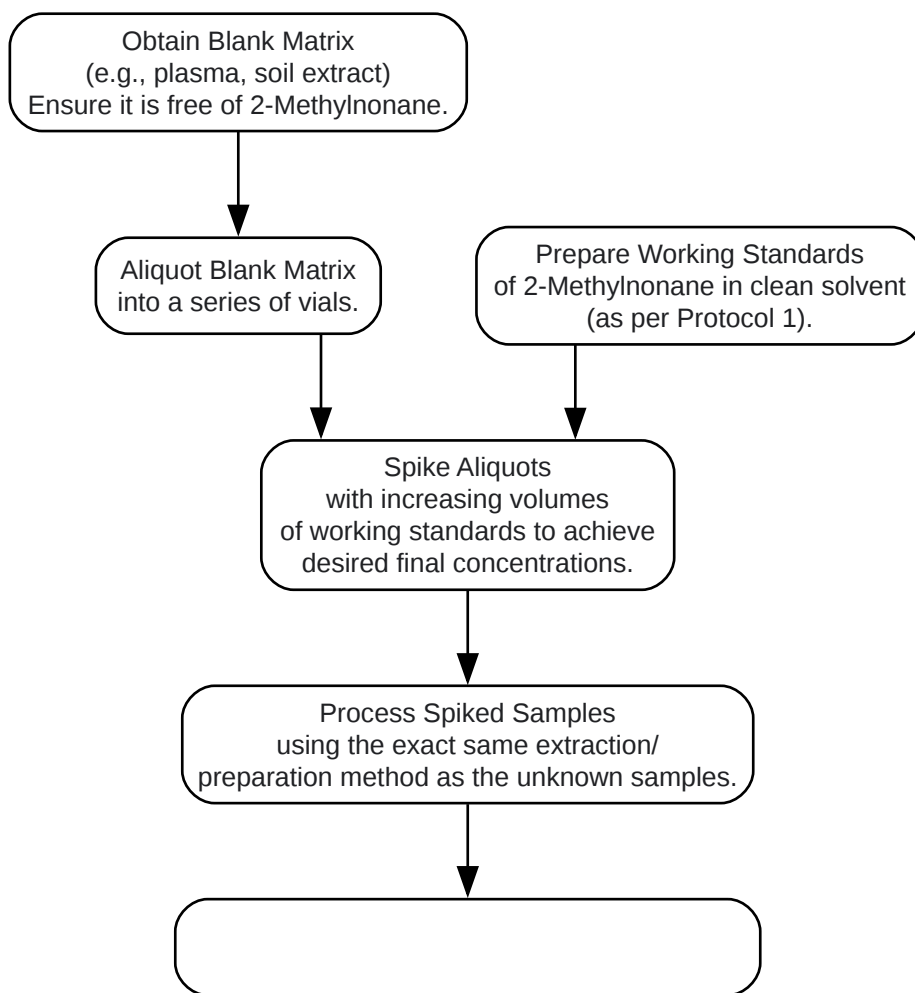 Obtain Blank Matrix
(e.g., plasma, soil extract)
Ensure it is free of 2-Methylnonane.
Aliquot Blank Matrix
into a series of vials.
Prepare Working Standards
of 2-Methylnonane in clean solvent
(as per Protocol 1).
Spike Aliquots
with increasing volumes
of working standards to achieve
desired final concentrations.
Process Spiked Samples
using the exact same extraction/
preparation method as the unknown samples.